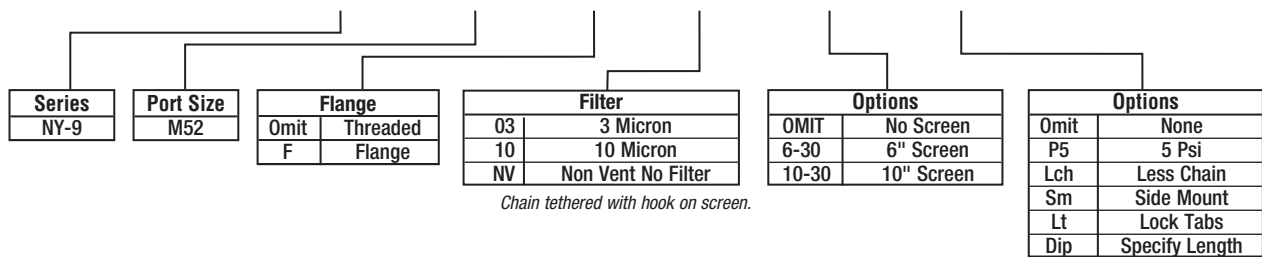 Series
NY-9
Port Size
M52
Flange
Omit Threaded
F Flange
Filter
03 3 Micron
10 10 Micron
NV Non Vent No Filter
Chain tethered with hook on screen.
Options
OMIT No Screen
6-30 6" Screen
10-30 10" Screen
Options
Omit None
P5 5 Psi
Lch Less Chain
Sm Side Mount
Lt Lock Tabs
Dip Specify Length